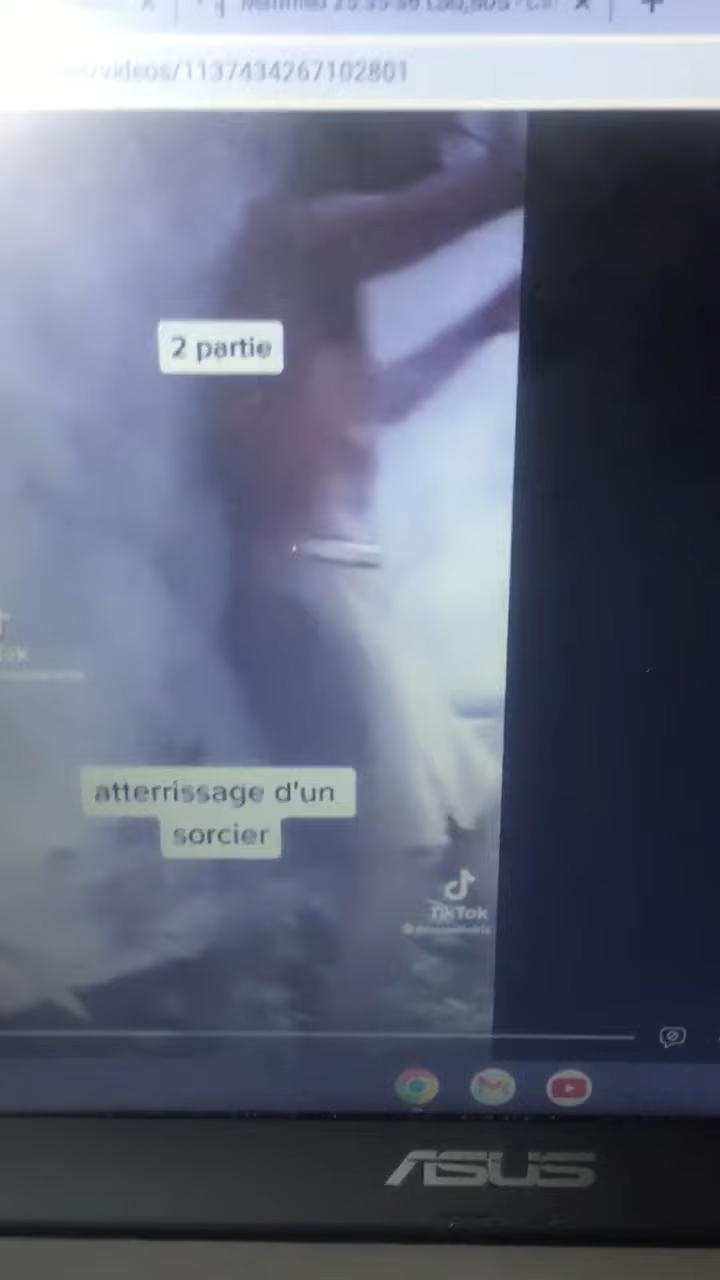 videos/1137434267102801
2 partie
atterrissage d'un
sorcier
TikTok
ASUS